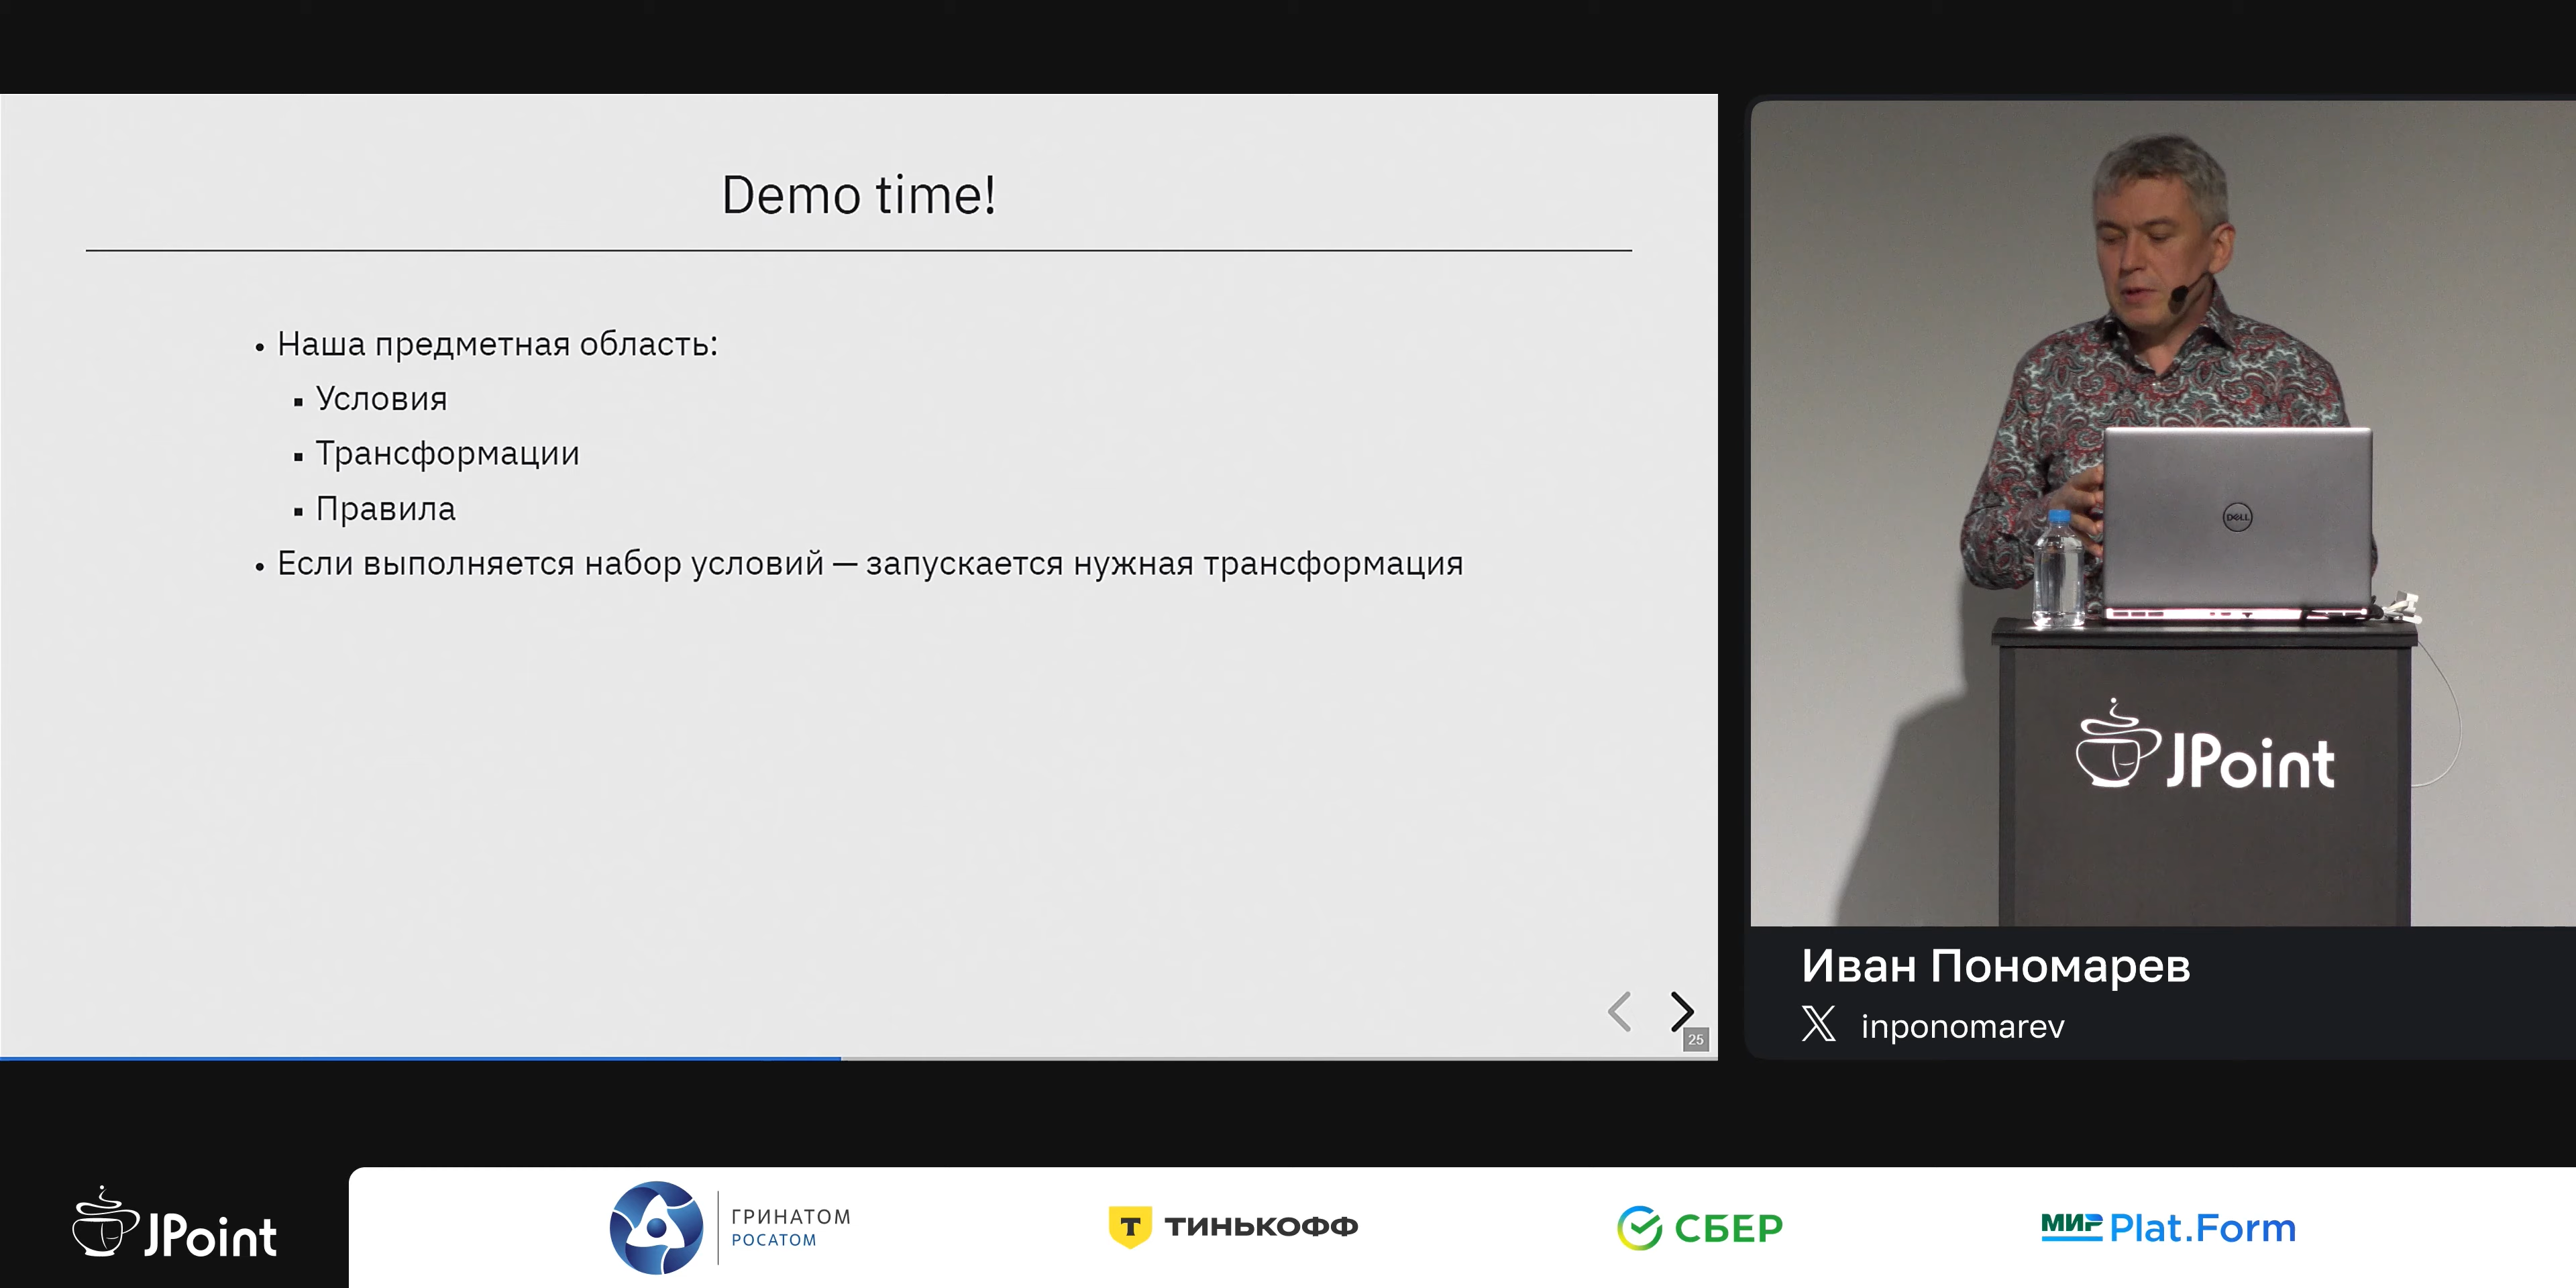 Demo time!
Наша предметная область:
Условия
Трансформации
Правила
Если выполняется набор условий — запускается нужная трансформация
25
DELL
JPoint
Иван Пономарев
inponomarev
JPoint
ГРИНАТОМ
РОСАТОМ
Т ТИНЬКОФФ
СБЕР
МИР Plat.Form